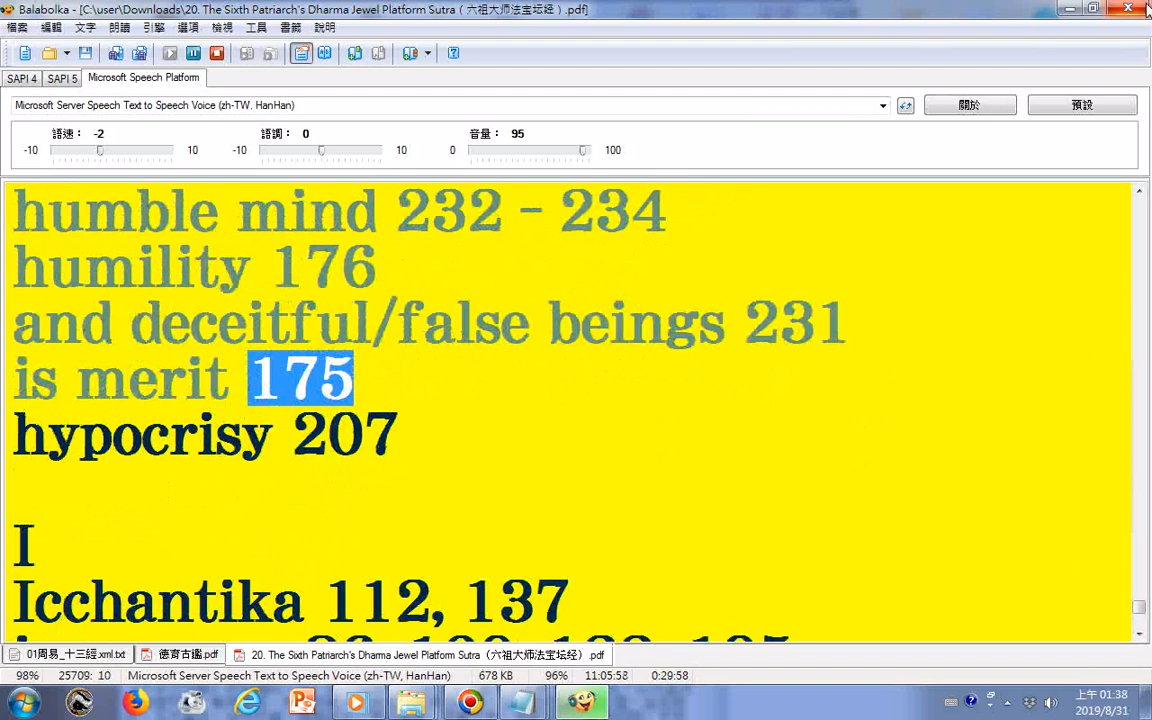 Balabolka - [C:\user\Downloads\20. The Sixth Patriarch's Dharma Jewel Platform Sutra（六祖大师法宝坛经）.pdf]
檔案 編輯 文字 朗讀 引擎 選項 檢視 工具 書籤 說明
SAPI 4 SAPI 5 Microsoft Speech Platform
Microsoft Server Speech Text to Speech Voice (zh-TW, HanHan) 關於 預設
語速： -2 語調： 0 音量： 95
-10 10 -10 10 0 100
humble mind 232 - 234
humility 176
and deceitful/false beings 231
is merit 175
hypocrisy 207
I
Icchantika 112, 137
01周易_十三經.xml.txt 德育古鑑.pdf 20. The Sixth Patriarch's Dharma Jewel Platform Sutra（六祖大师法宝坛经）.pdf
98% 25709: 10 Microsoft Server Speech Text to Speech Voice (zh-TW, HanHan) 678 KB 96% 11:05:58 0:29:58
上午 01:38
2019/8/31